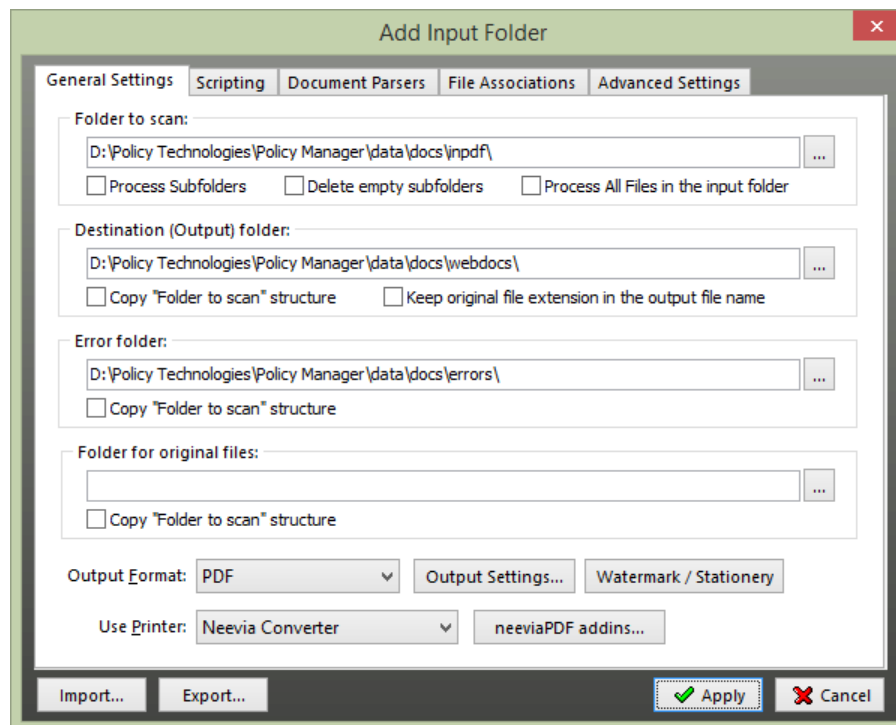 Add Input Folder
General Settings Scripting Document Parsers File Associations Advanced Settings
Folder to scan:
D:\Policy Technologies\Policy Manager\data\docs\inpdf\
...
Process Subfolders Delete empty subfolders Process All Files in the input folder
Destination (Output) folder:
D:\Policy Technologies\Policy Manager\data\docs\webdocs\
...
Copy "Folder to scan" structure Keep original file extension in the output file name
Error folder:
D:\Policy Technologies\Policy Manager\data\docs\errors\
...
Copy "Folder to scan" structure
Folder for original files:
...
Copy "Folder to scan" structure
Output Format: PDF Output Settings... Watermark / Stationery
Use Printer: Neevia Converter neeviaPDF addins...
Import... Export... Apply Cancel